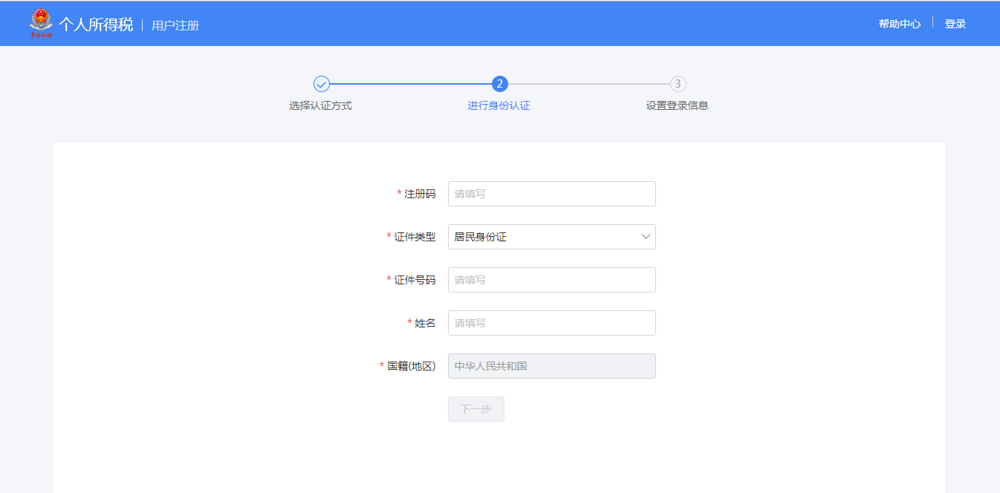 个人所得税 | 用户注册
帮助中心 | 登录
2
3
选择认证方式
进行身份认证
设置登录信息
* 注册码 请填写
* 证件类型 居民身份证
* 证件号码 请填写
* 姓名 请填写
* 国籍(地区) 中华人民共和国
下一步